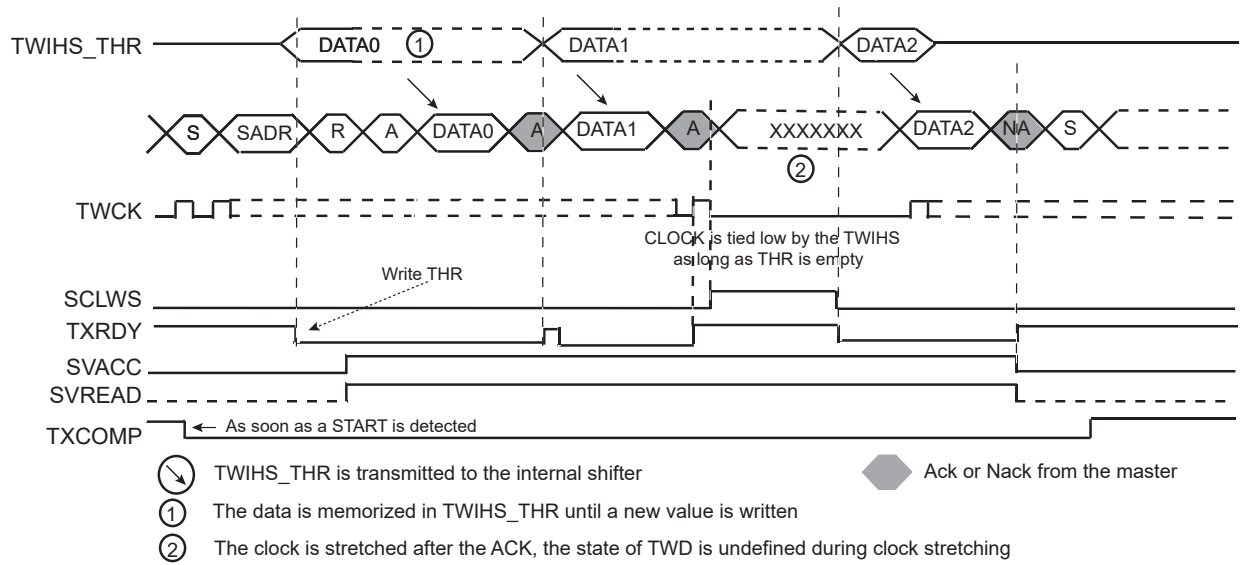 TWIHS_THR DATA0 1 DATA1 DATA2
S SADR R A DATA0 A DATA1 A XXXXXXX DATA2 NA S
2
TWCK
CLOCK is tied low by the TWIHS
as long as THR is empty
Write THR
SCLWS
TXRDY
SVACC
SVREAD
TXCOMP As soon as a START is detected
TWIHS_THR is transmitted to the internal shifter Ack or Nack from the master
1 The data is memorized in TWIHS_THR until a new value is written
2 The clock is stretched after the ACK, the state of TWD is undefined during clock stretching